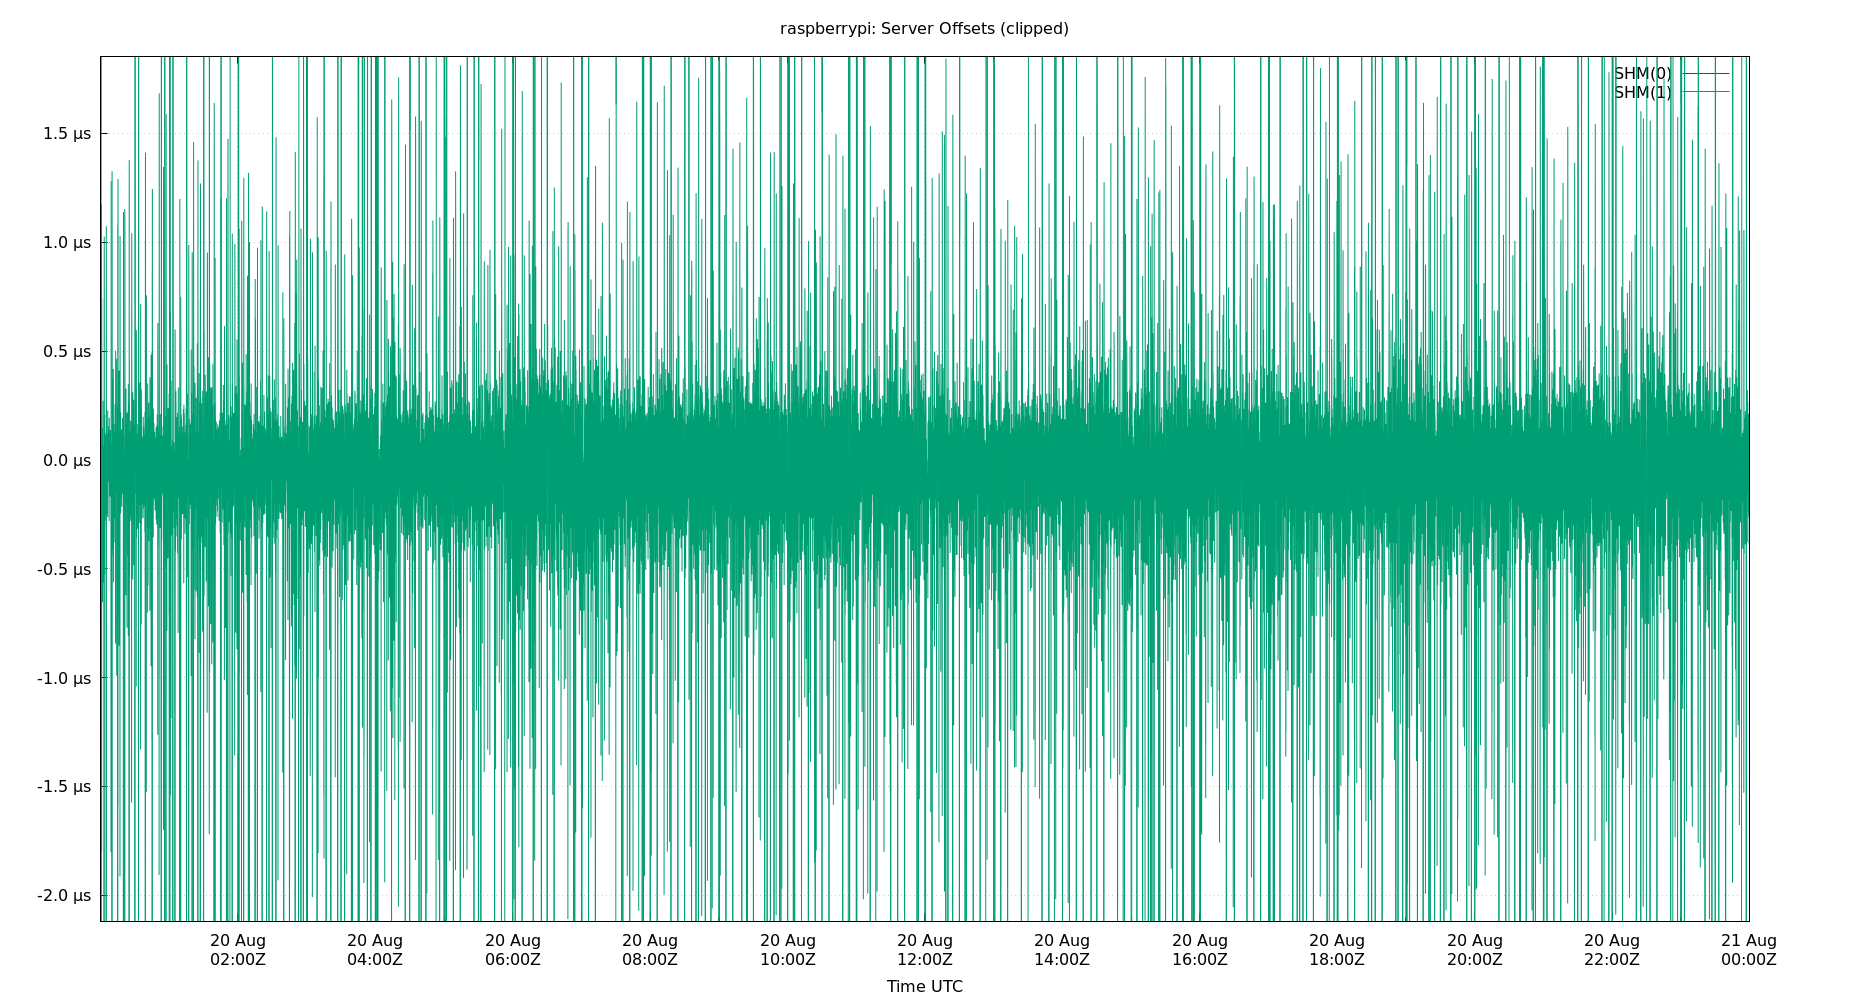 raspberrypi: Server Offsets (clipped)
SHM(0)
SHM(1)
1.5 µs
1.0 µs
0.5 µs
0.0 µs
-0.5 µs
-1.0 µs
-1.5 µs
-2.0 µs
20 Aug 20 Aug 20 Aug 20 Aug 20 Aug 20 Aug 20 Aug 20 Aug 20 Aug 20 Aug 20 Aug 21 Aug
02:00Z 04:00Z 06:00Z 08:00Z 10:00Z 12:00Z 14:00Z 16:00Z 18:00Z 20:00Z 22:00Z 00:00Z
Time UTC